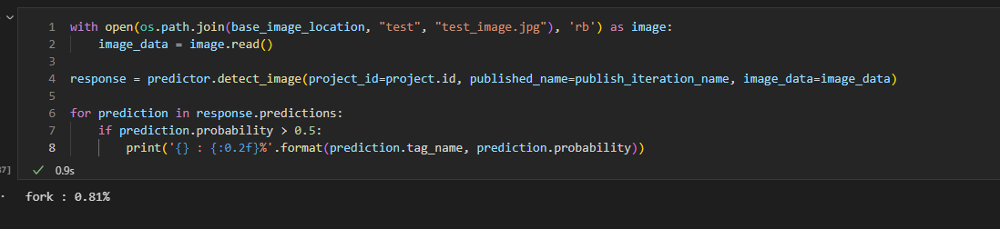 1 with open(os.path.join(base_image_location, "test", "test_image.jpg"), 'rb') as image:
2     image_data = image.read()
3
4 response = predictor.detect_image(project_id=project.id, published_name=publish_iteration_name, image_data=image_data)
5
6 for prediction in response.predictions:
7     if prediction.probability > 0.5:
8         print('{} : {:0.2f}%'.format(prediction.tag_name, prediction.probability))
7] ✓ 0.9s
fork : 0.81%